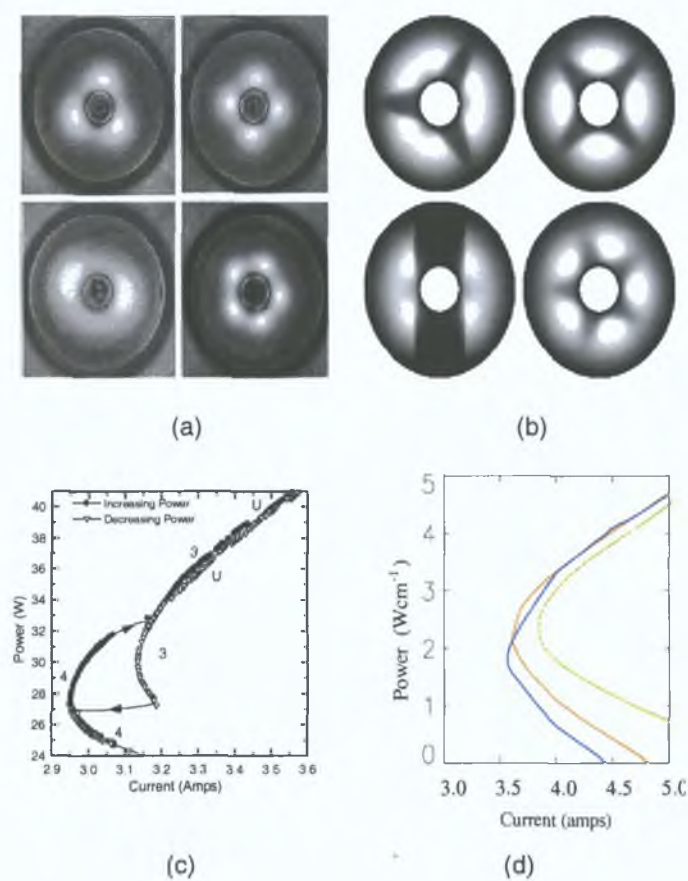 (a)
(b)
Increasing Power
Decreasing Power
U
3
U
3
4
4
Power (W)
40
38
36
34
32
30
28
26
24
2.9
3.0
3.1
3.2
3.3
3.4
3.5
3.6
Current (Amps)
Power (Wcm⁻¹)
5
4
3
2
1
0
3.0
3.5
4.0
4.5
5.0
Current (amps)
(c)
(d)